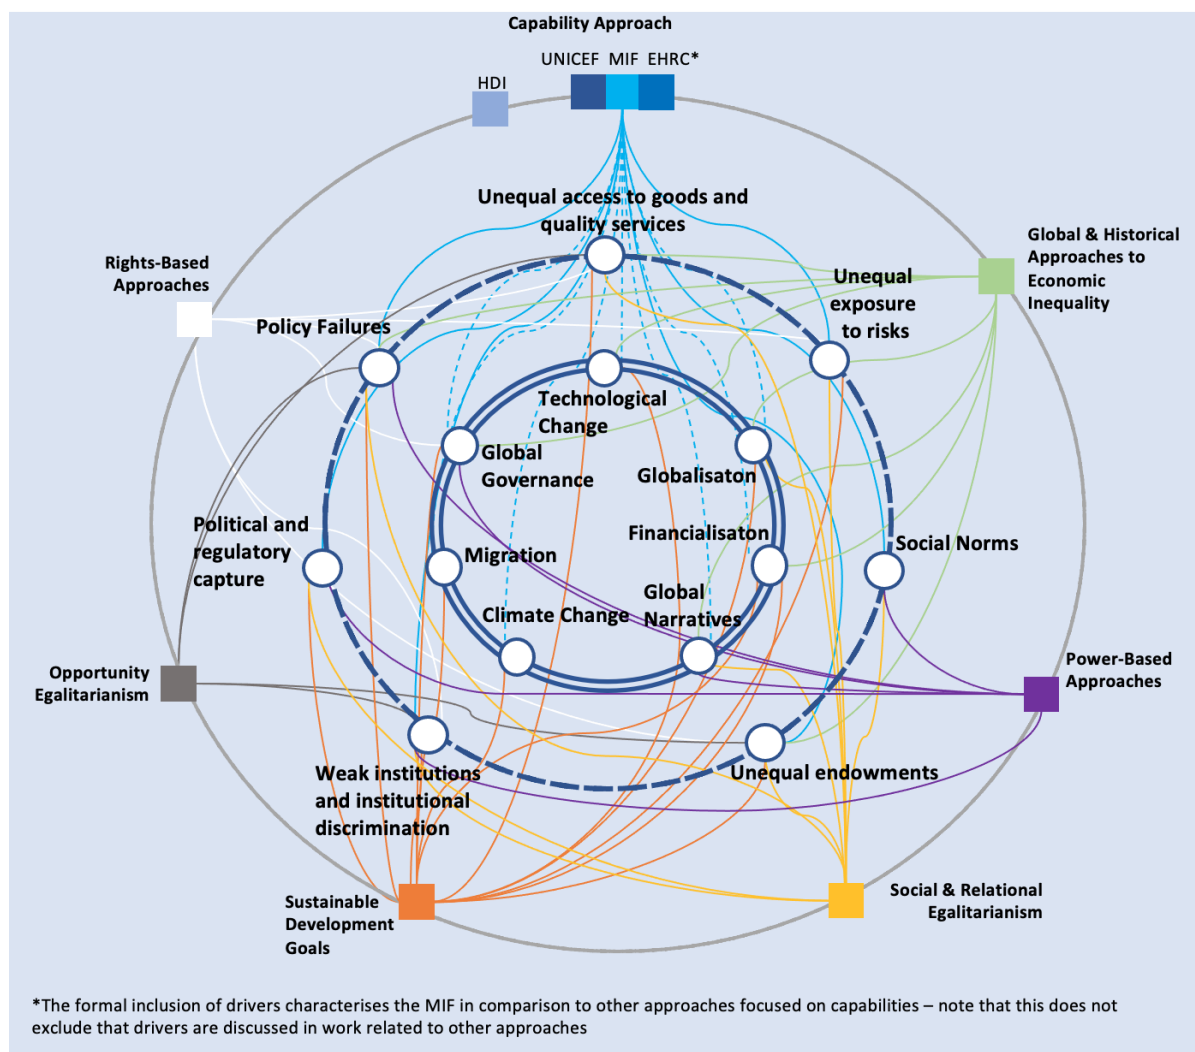 Capability Approach
UNICEF MIF EHRC*
HDI
Unequal access to goods and
quality services
Global & Historical
Approaches to
Economic
Inequality
Rights-Based
Approaches
Unequal
exposure
to risks
Policy Failures
Technological
Change
Global
Governance
Globalisaton
Political and
regulatory
capture
Financialisaton
Social Norms
Migration
Global
Narratives
Climate Change
Opportunity
Egalitarianism
Power-Based
Approaches
Weak institutions
and institutional
discrimination
Unequal endowments
Sustainable
Development
Goals
Social & Relational
Egalitarianism
*The formal inclusion of drivers characterises the MIF in comparison to other approaches focused on capabilities – note that this does not
exclude that drivers are discussed in work related to other approaches